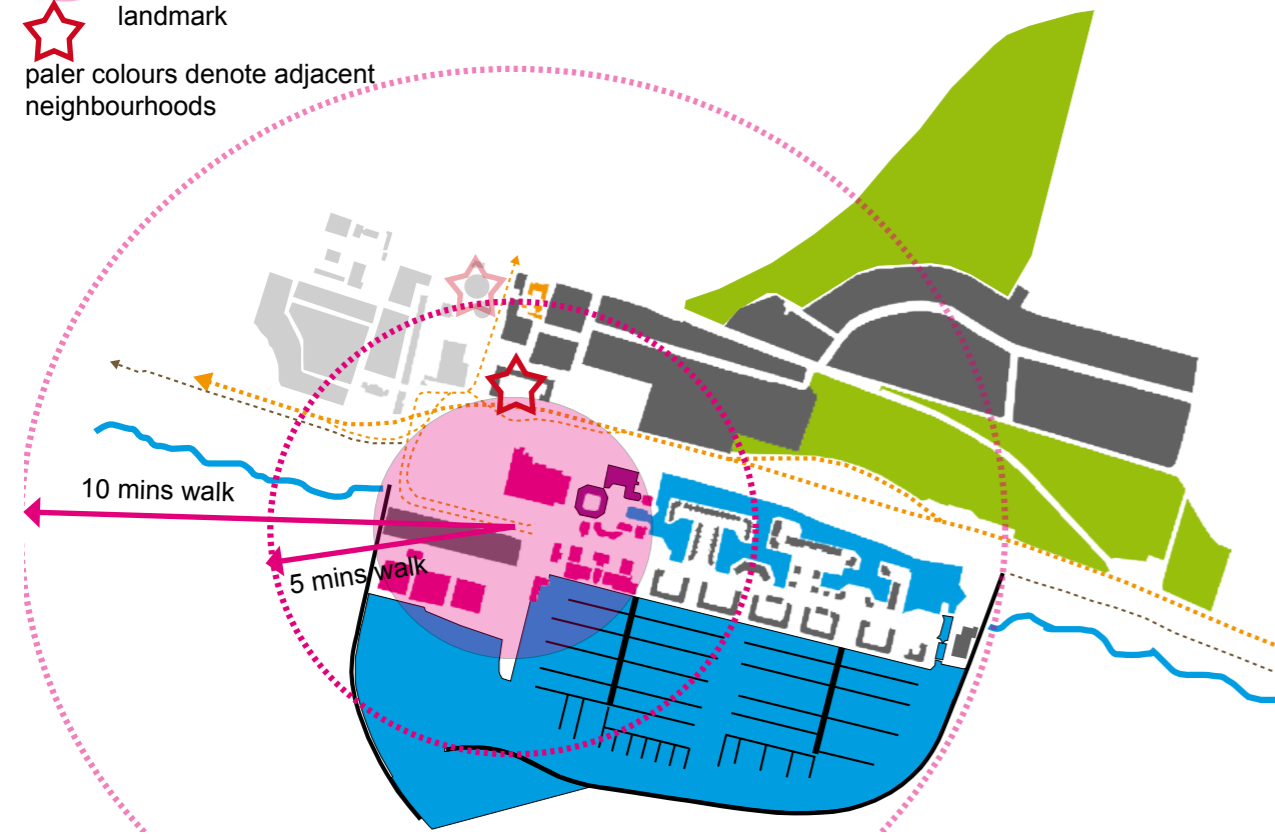 landmark
paler colours denote adjacent
neighbourhoods
10 mins walk
5 mins walk